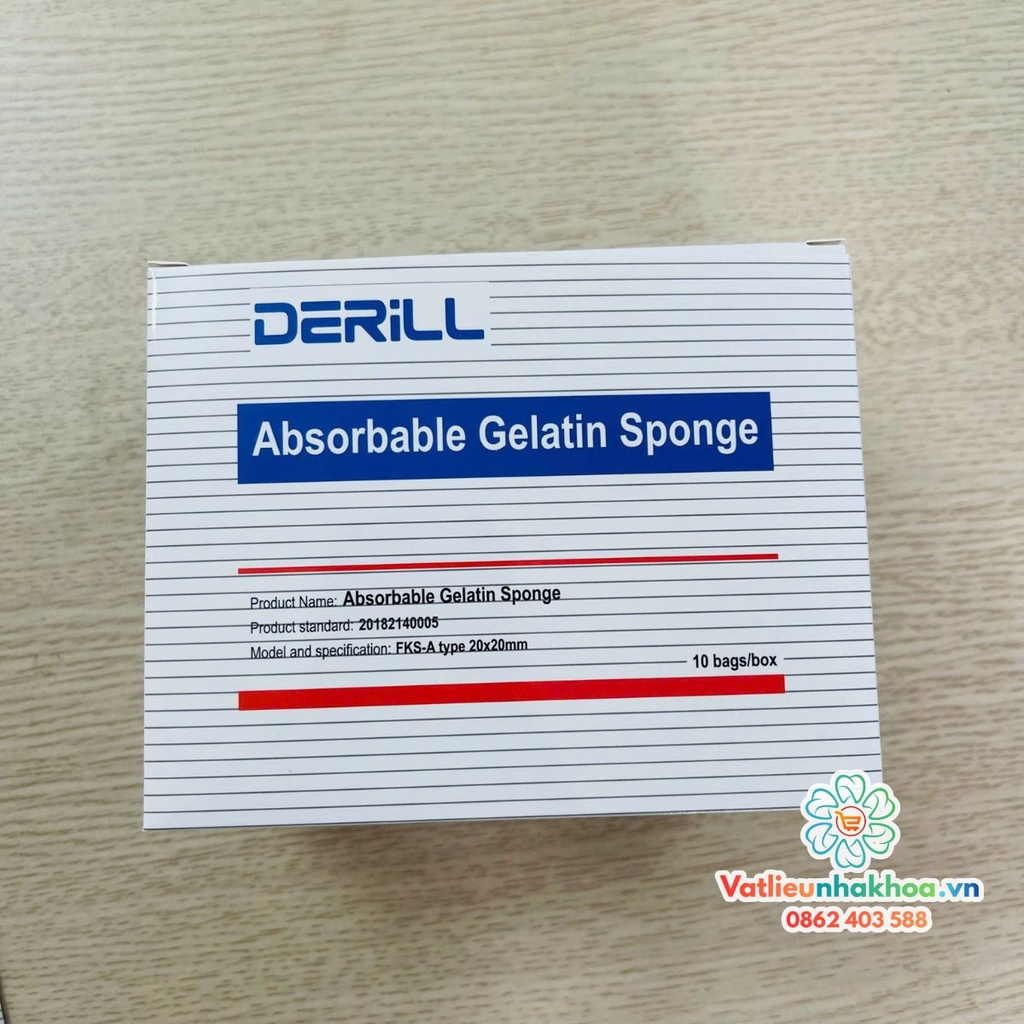 DERiLL
Absorbable Gelatin Sponge
Product Name: Absorbable Gelatin Sponge
Product standard: 20182140005
Model and specification: FKS-A type 20x20mm
10 bags/box
Vatlieunhakhoa.vn
0862 403 588